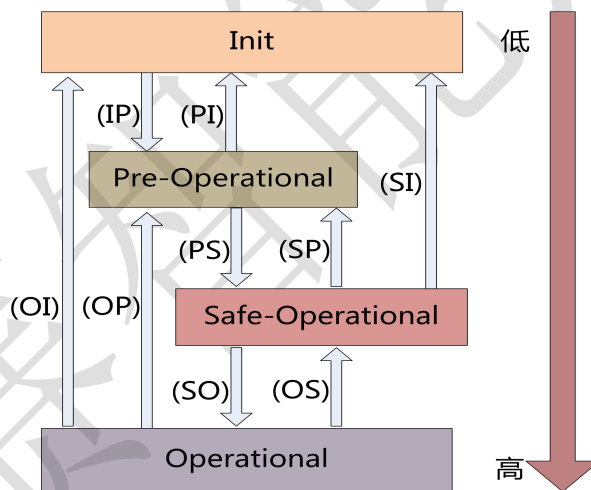 Init
低
(IP)
(PI)
Pre-Operational
(SI)
(PS)
(SP)
(OI)
(OP)
Safe-Operational
(SO)
(OS)
Operational
高